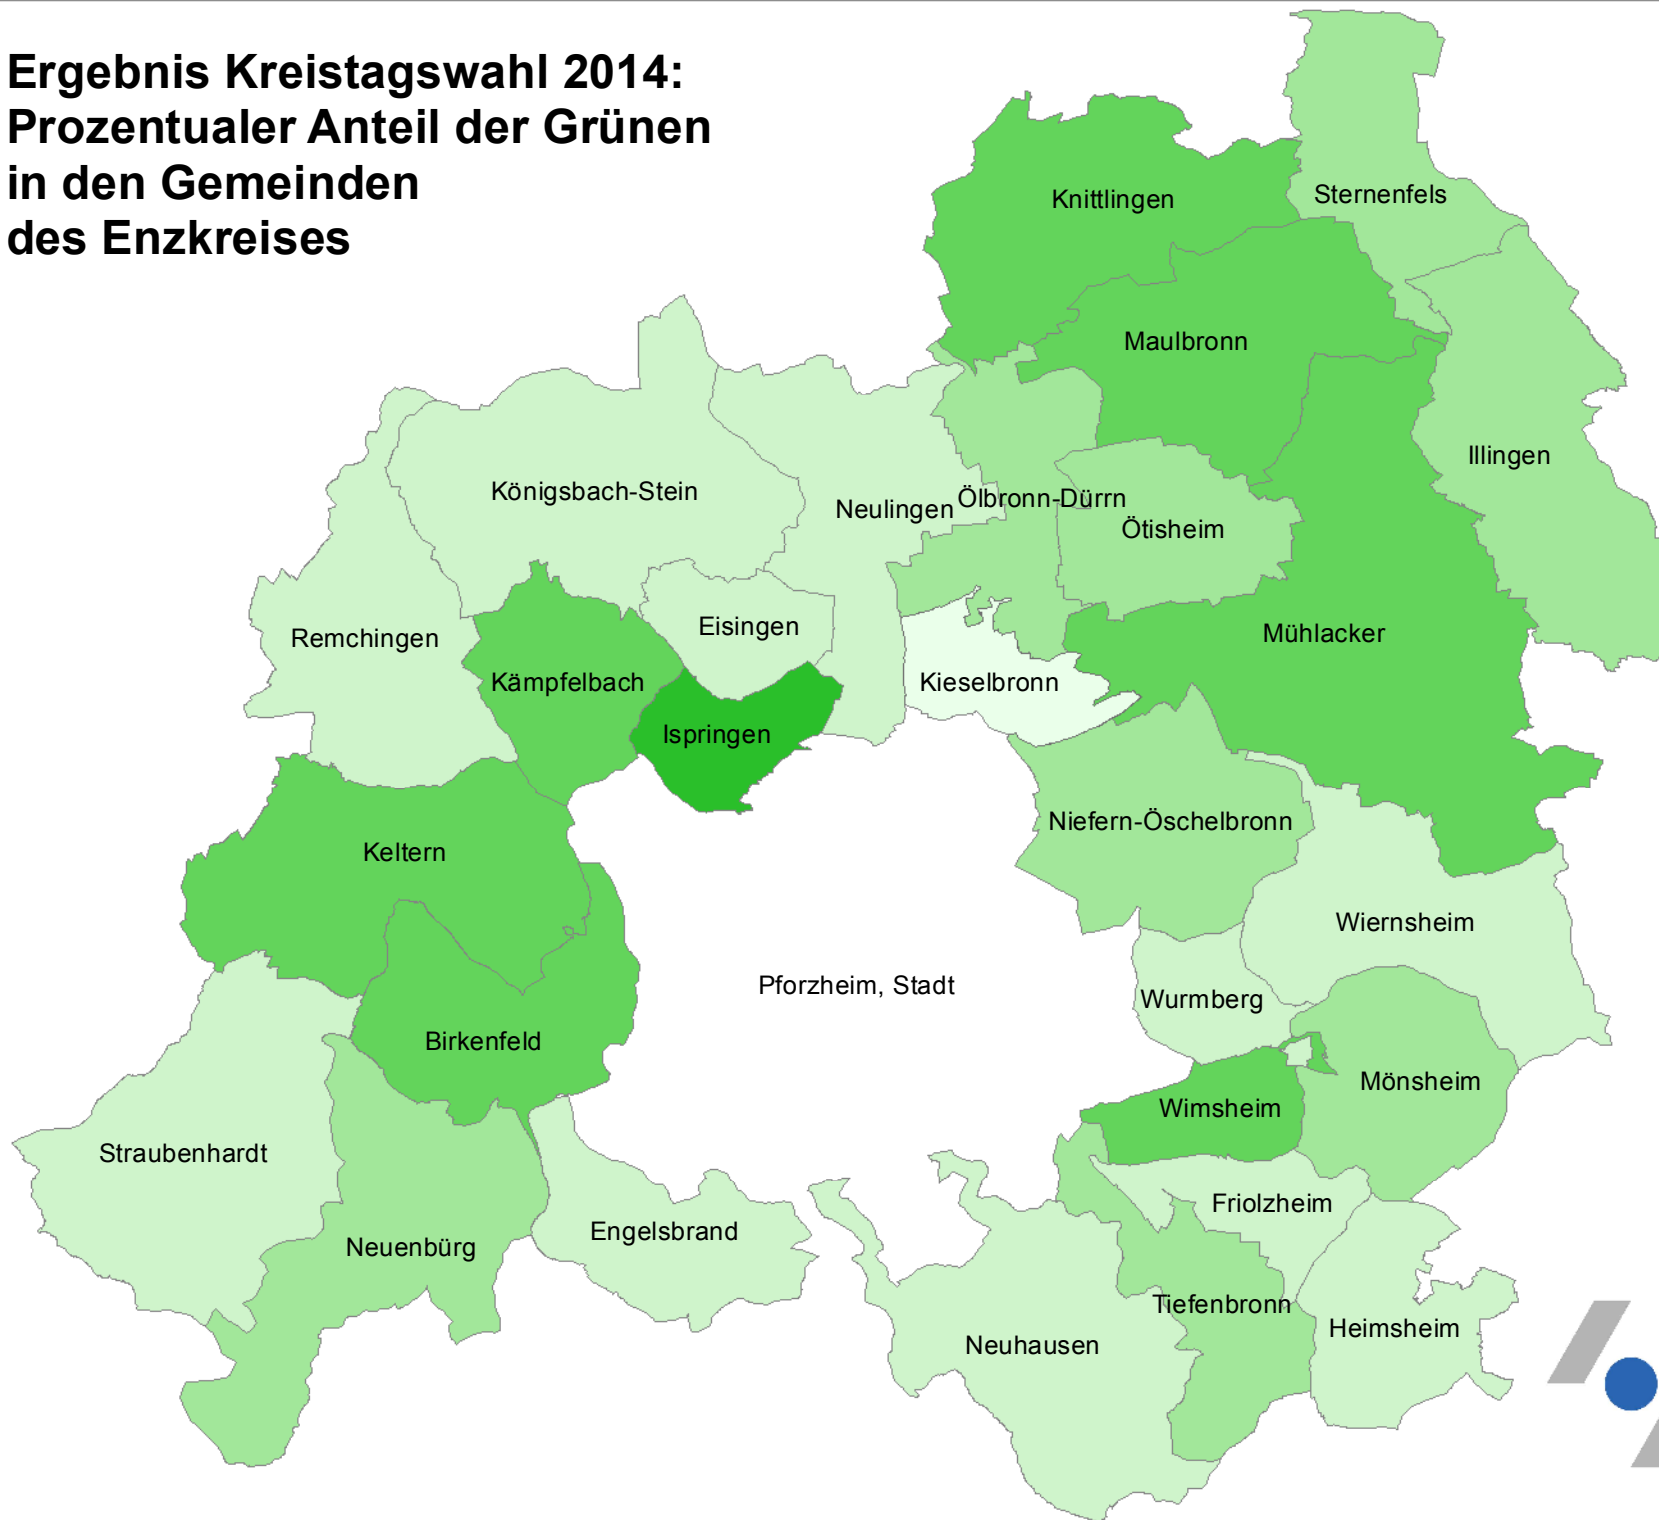 Ergebnis Kreistagswahl 2014:
Prozentualer Anteil der Grünen
in den Gemeinden
des Enzkreises
Sternenfels
Knittlingen
Maulbronn
Illingen
Königsbach-Stein
Neulingen
Ölbronn-Dürrn
Ötisheim
Eisingen
Mühlacker
Remchingen
Kämpfelbach
Kieselbronn
Ispringen
Niefern-Öschelbronn
Keltern
Wiernsheim
Pforzheim, Stadt
Wurmberg
Birkenfeld
Mönsheim
Wimsheim
Straubenhardt
Friolzheim
Engelsbrand
Neuenbürg
Tiefenbronn
Heimsheim
Neuhausen